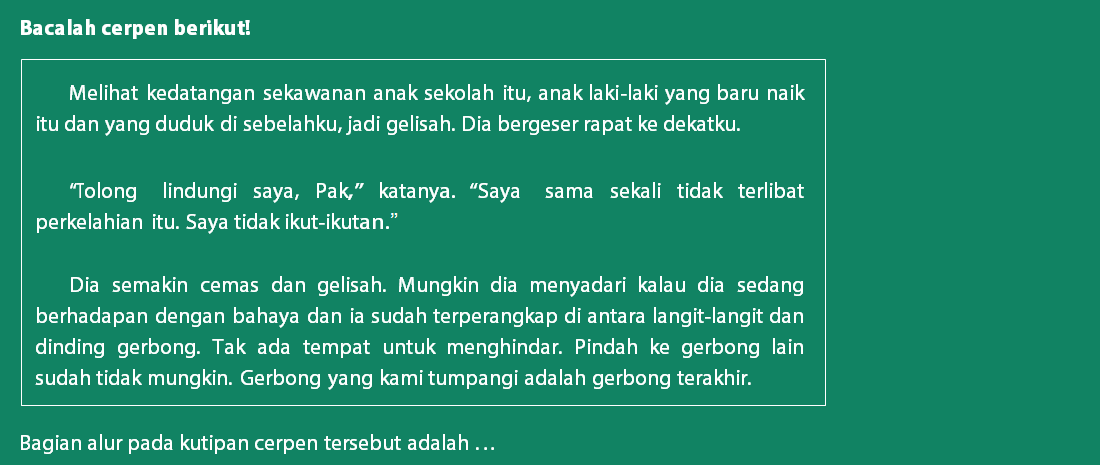 Bacalah cerpen berikut!
Melihat kedatangan sekawanan anak sekolah itu, anak laki-laki yang baru naik
itu dan yang duduk di sebelahku, jadi gelisah. Dia bergeser rapat ke dekatku.
“Tolong lindungi saya, Pak,” katanya. “Saya sama sekali tidak terlibat
perkelahian itu. Saya tidak ikut-ikutan.”
Dia semakin cemas dan gelisah. Mungkin dia menyadari kalau dia sedang
berhadapan dengan bahaya dan ia sudah terperangkap di antara langit-langit dan
dinding gerbong. Tak ada tempat untuk menghindar. Pindah ke gerbong lain
sudah tidak mungkin. Gerbong yang kami tumpangi adalah gerbong terakhir.
Bagian alur pada kutipan cerpen tersebut adalah …